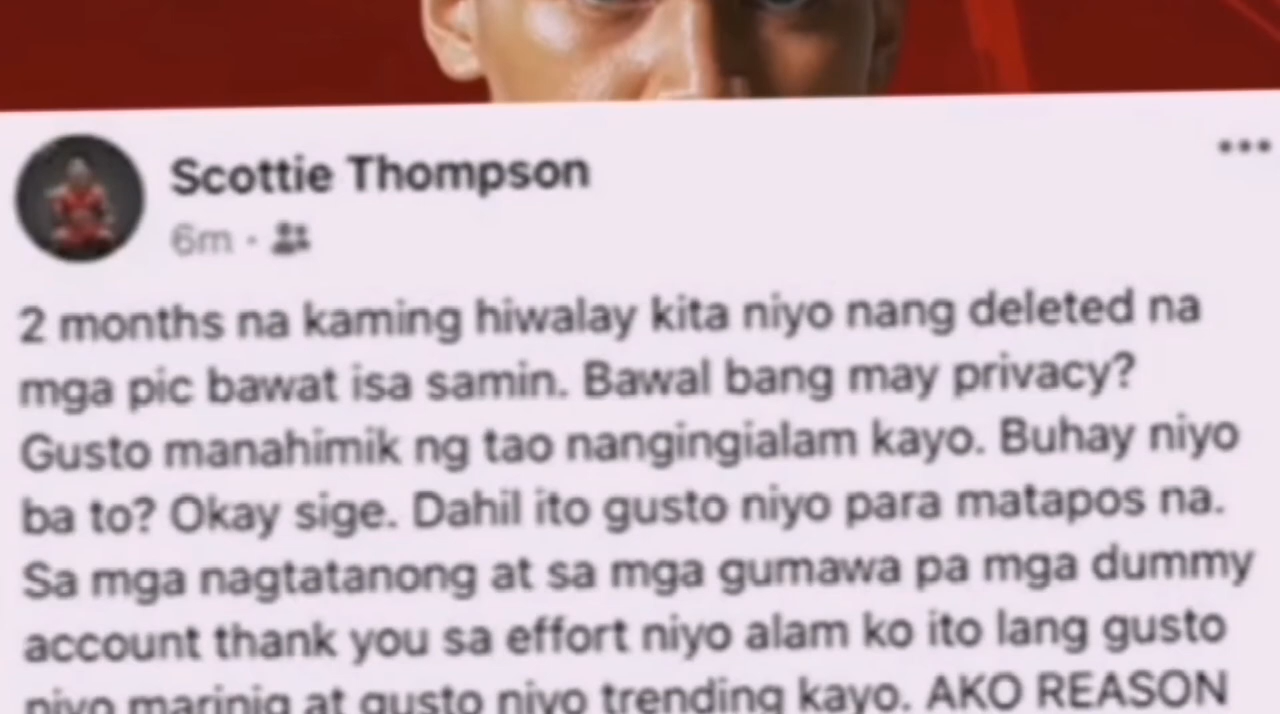 Scottie Thompson
6m
2 months na kaming hiwalay kita niyo nang deleted na
mga pic bawat isa samin. Bawal bang may privacy?
Gusto manahimik ng tao nangingialam kayo. Buhay niyo
ba to? Okay sige. Dahil ito gusto niyo para matapos na.
Sa mga nagtatanong at sa mga gumawa pa mga dummy
account thank you sa effort niyo alam ko ito lang gusto
niyo marinig at gusto niyo trending kayo. AKO REASON